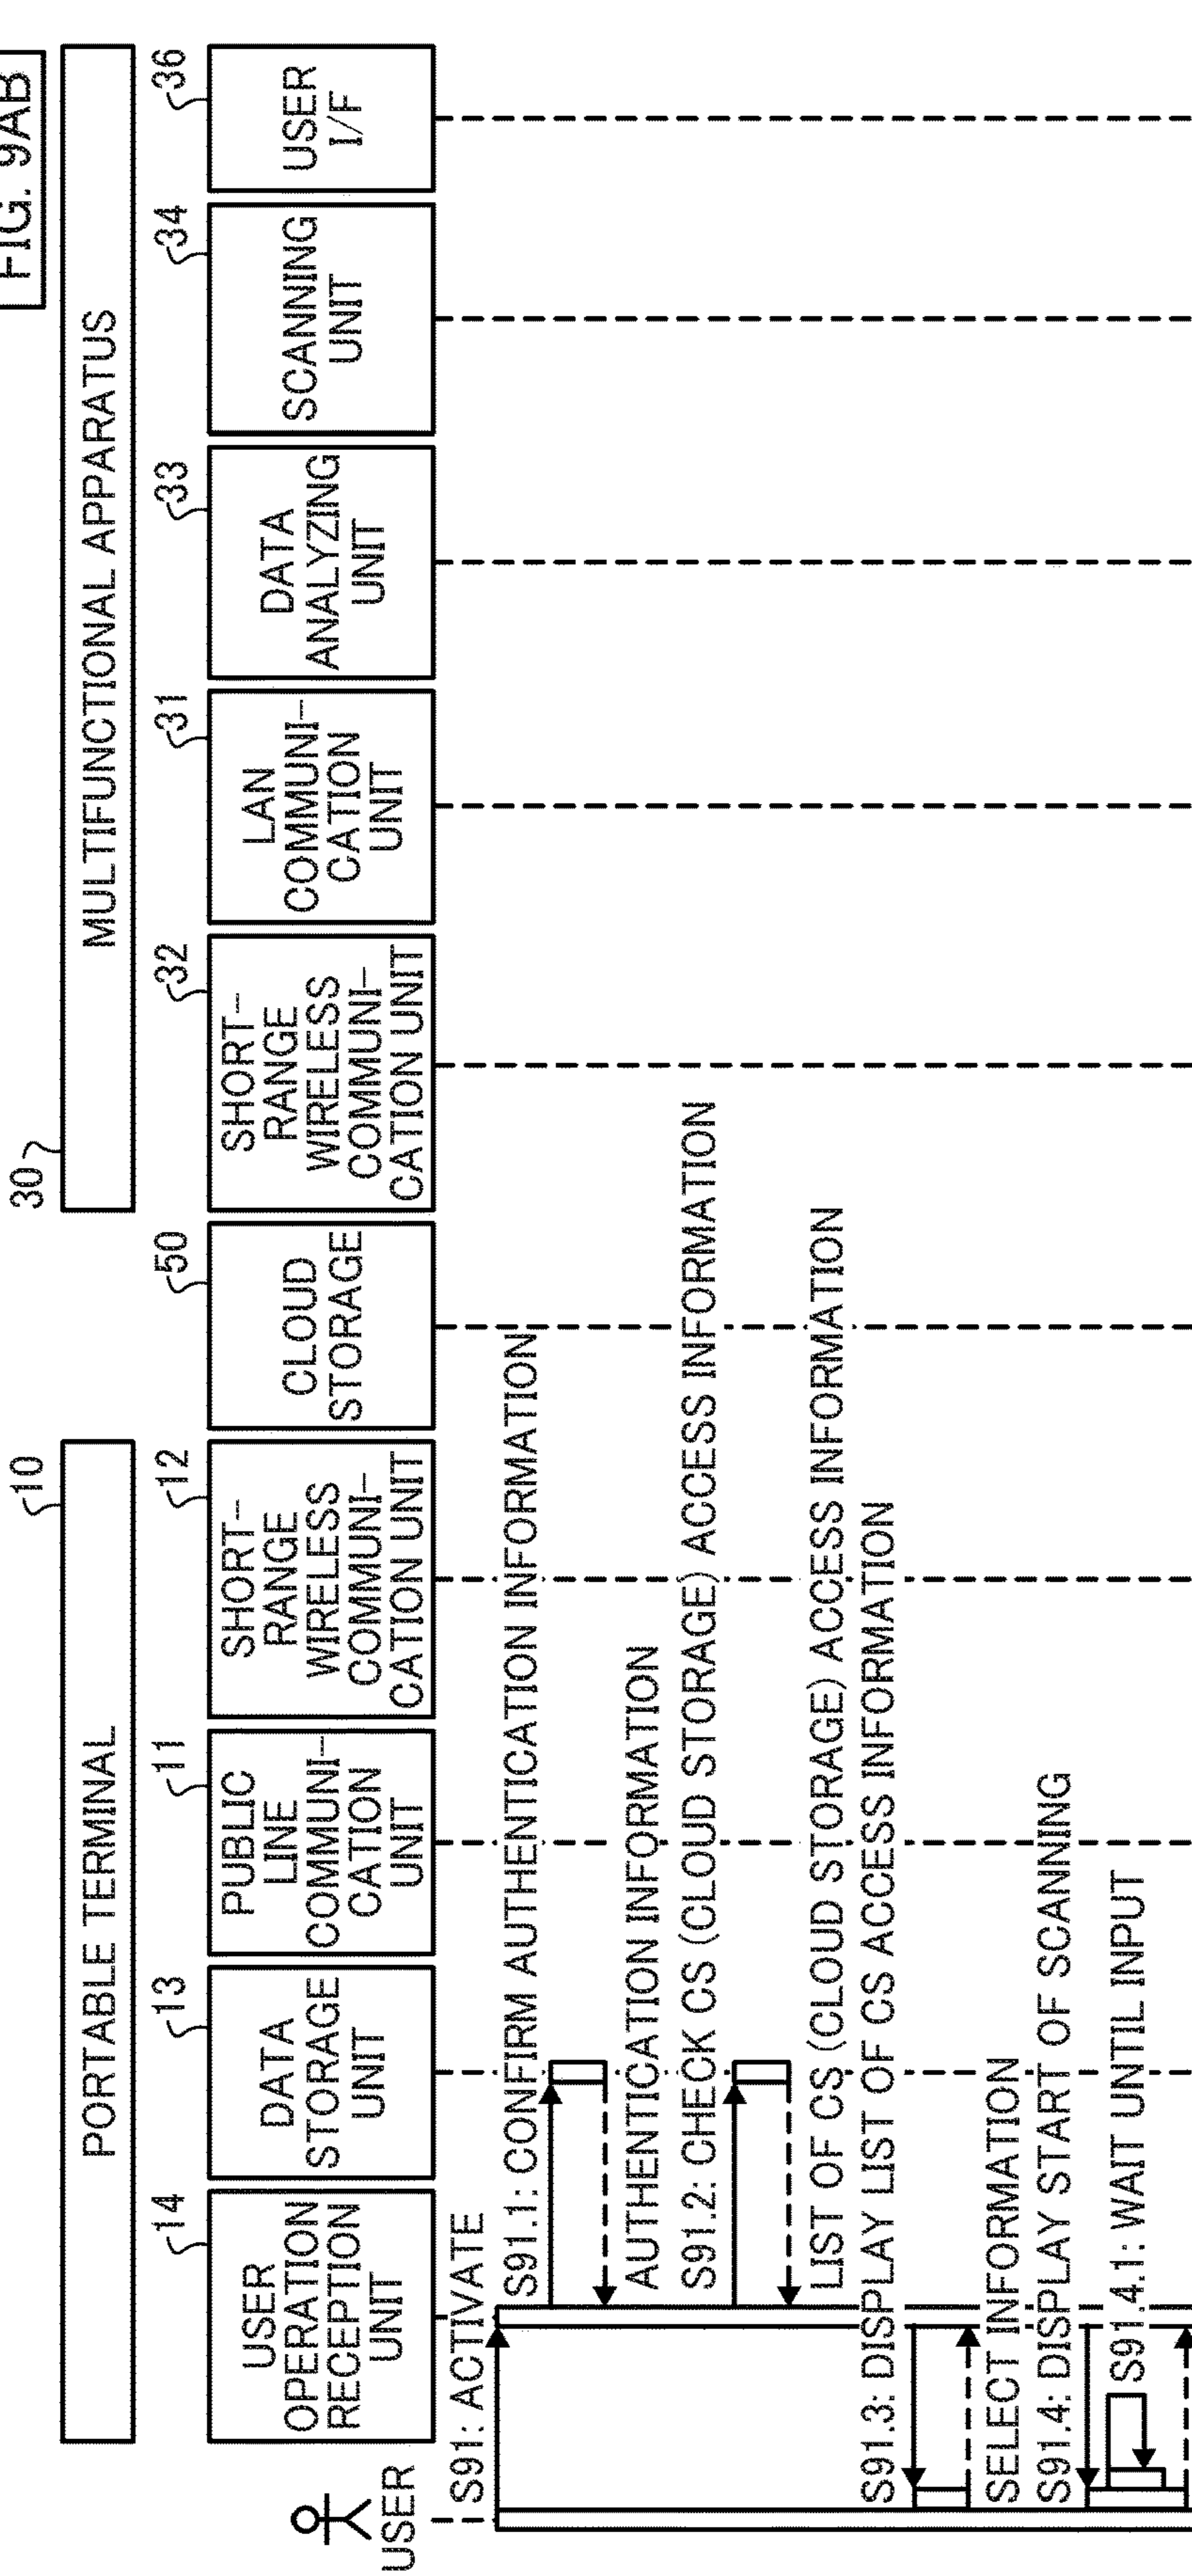 FIG. 9AB
10
PORTABLE TERMINAL
30
MULTIFUNCTIONAL APPARATUS
USER
14
USER
OPERATION
RECEPTION
UNIT
13
DATA
STORAGE
UNIT
11
PUBLIC
LINE
COMMUNI-
CATION
UNIT
12
SHORT-
RANGE
WIRELESS
COMMUNI-
CATION UNIT
50
CLOUD
STORAGE
32
SHORT-
RANGE
WIRELESS
COMMUNI-
CATION UNIT
31
LAN
COMMUNI-
CATION
UNIT
33
DATA
ANALYZING
UNIT
34
SCANNING
UNIT
36
USER
I/F
S91: ACTIVATE
S91.1: CONFIRM AUTHENTICATION INFORMATION
AUTHENTICATION INFORMATION
S91.2: CHECK CS (CLOUD STORAGE) ACCESS INFORMATION
LIST OF CS (CLOUD STORAGE) ACCESS INFORMATION
S91.3: DISPLAY LIST OF CS ACCESS INFORMATION
SELECT INFORMATION
S91.4: DISPLAY START OF SCANNING
S91.4.1: WAIT UNTIL INPUT